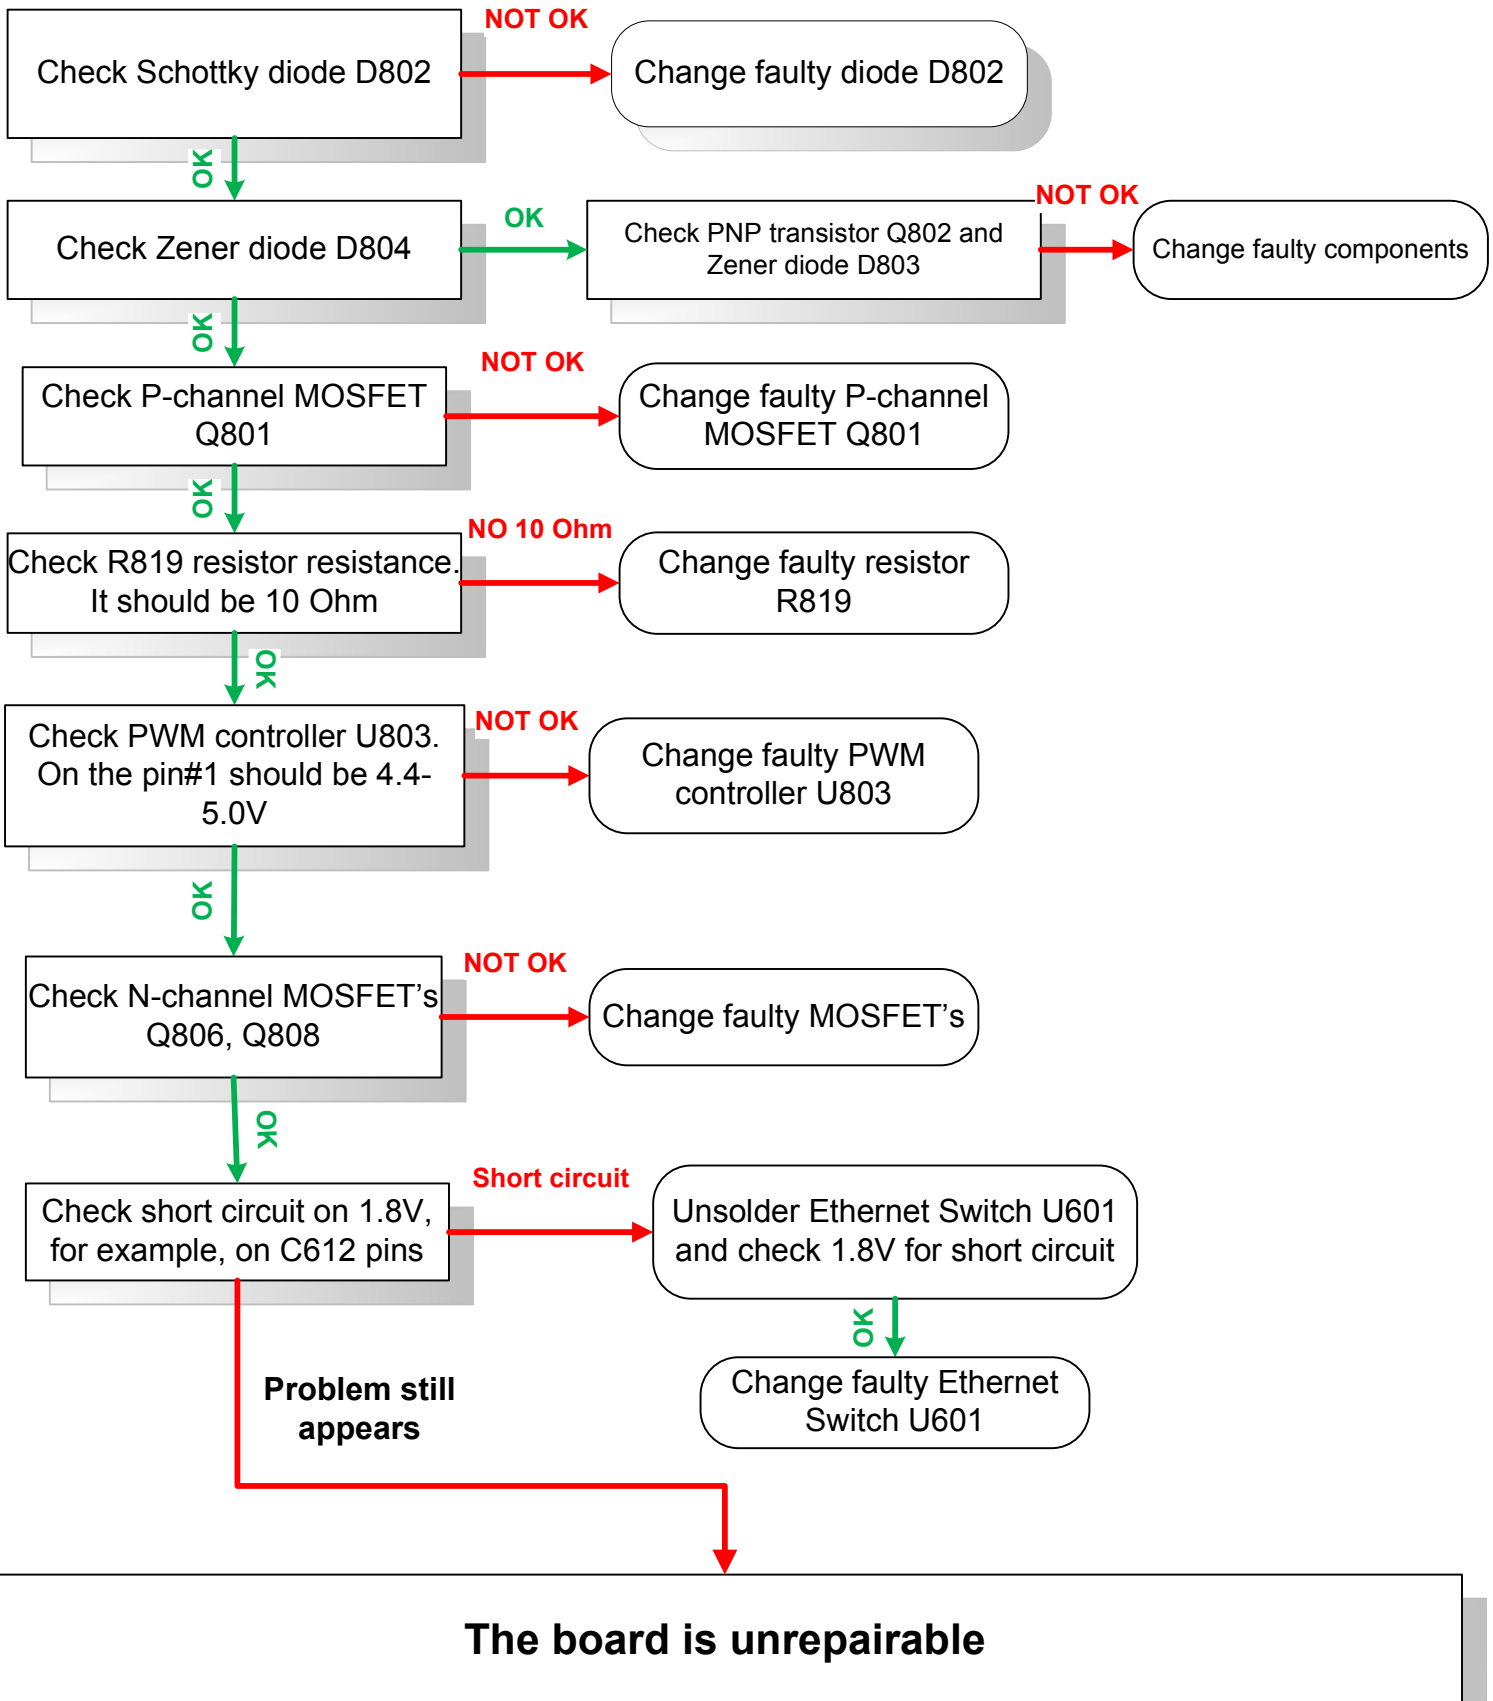 NOT OK
Check Schottky diode D802
Change faulty diode D802
OK
NOT OK
Check Zener diode D804
OK
Check PNP transistor Q802 and
Zener diode D803
Change faulty components
OK
NOT OK
Check P-channel MOSFET
Q801
Change faulty P-channel
MOSFET Q801
OK
NO 10 Ohm
Check R819 resistor resistance.
It should be 10 Ohm
Change faulty resistor
R819
OK
NOT OK
Check PWM controller U803.
On the pin#1 should be 4.4-
5.0V
Change faulty PWM
controller U803
OK
NOT OK
Check N-channel MOSFET’s
Q806, Q808
Change faulty MOSFET’s
OK
Short circuit
Check short circuit on 1.8V,
for example, on C612 pins
Unsolder Ethernet Switch U601
and check 1.8V for short circuit
OK
Change faulty Ethernet
Switch U601
Problem still
appears
The board is unrepairable